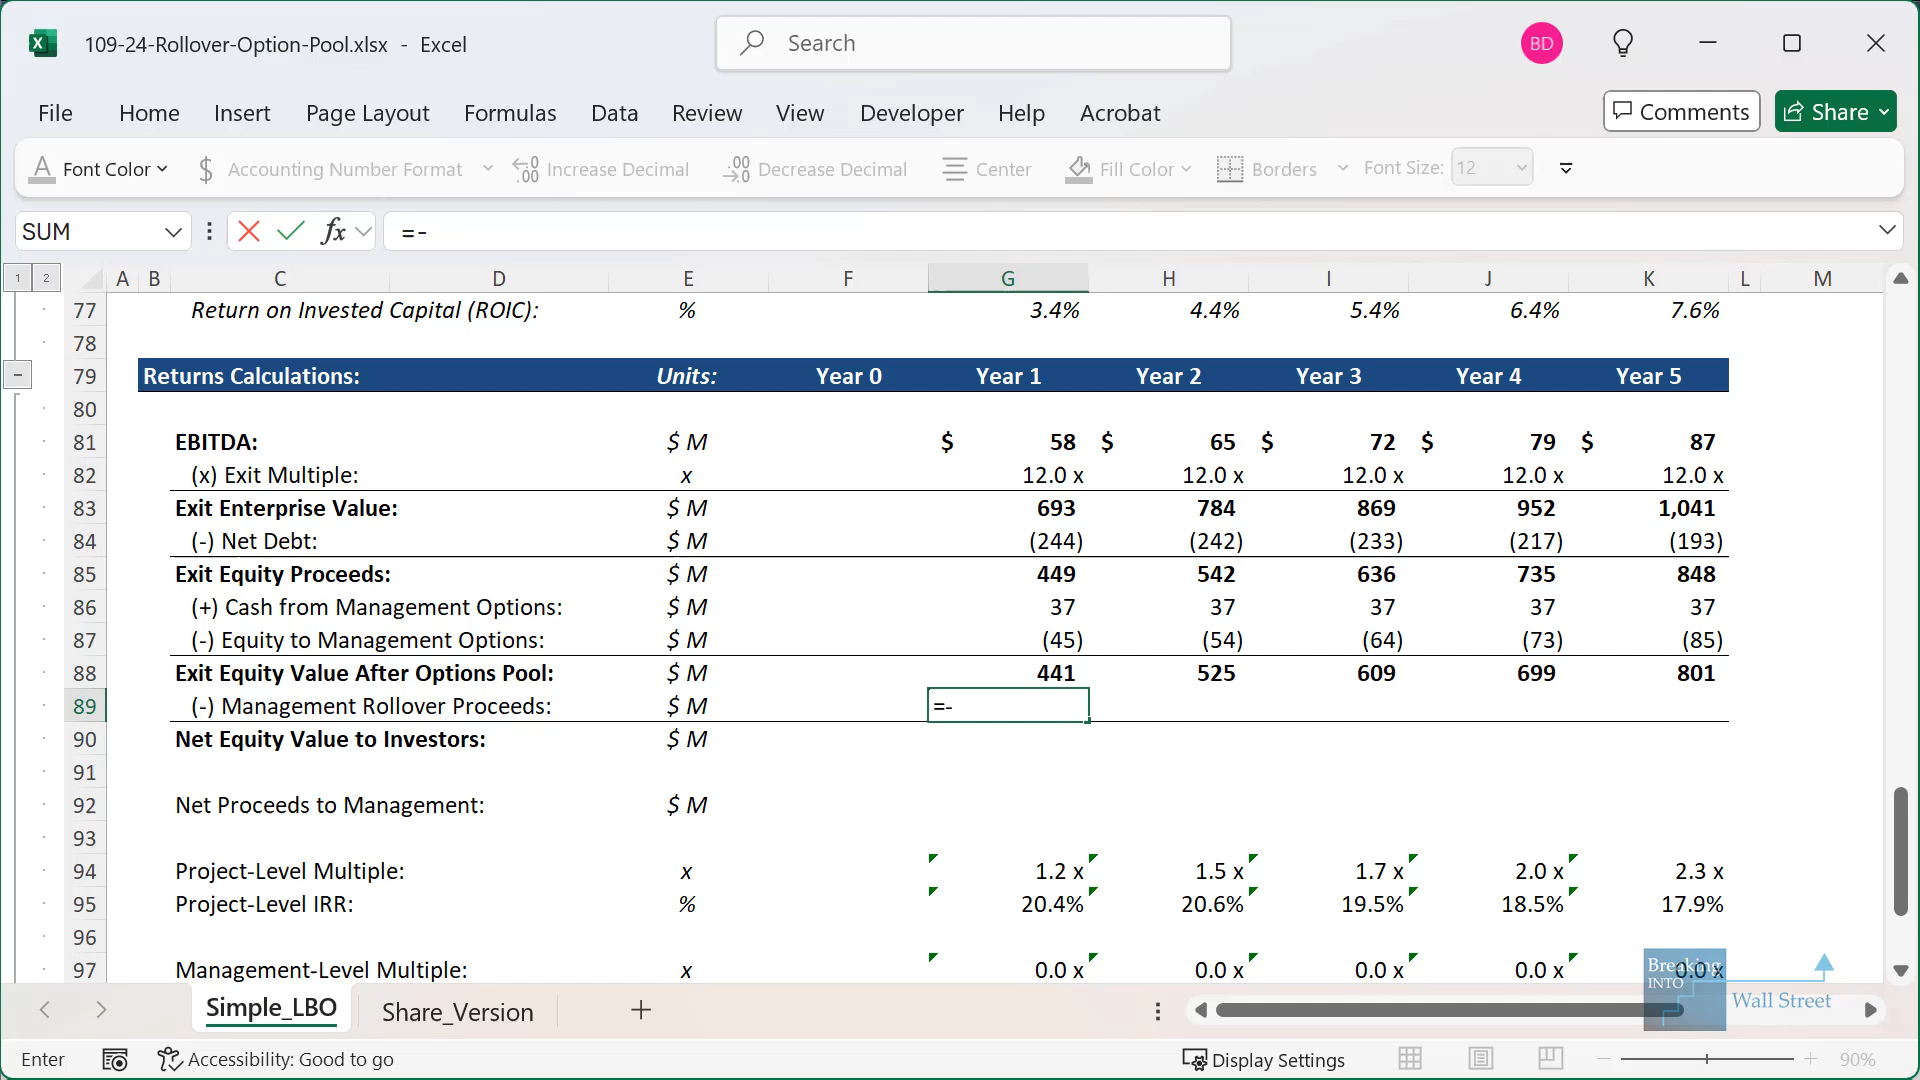 109-24-Rollover-Option-Pool.xlsx - Excel
Search
BD
File Home Insert Page Layout Formulas Data Review View Developer Help Acrobat
Comments Share
Font Color $ Accounting Number Format Increase Decimal Decrease Decimal Center Fill Color Borders Font Size: 12
SUM fx =-
1 2 A B C D E F G H I J K L M
77 Return on Invested Capital (ROIC): % 3.4% 4.4% 5.4% 6.4% 7.6%
78
79 Returns Calculations: Units: Year 0 Year 1 Year 2 Year 3 Year 4 Year 5
80
81 EBITDA: $ M $ 58 $ 65 $ 72 $ 79 $ 87
82 (x) Exit Multiple: x 12.0 x 12.0 x 12.0 x 12.0 x 12.0 x
83 Exit Enterprise Value: $ M 693 784 869 952 1,041
84 (-) Net Debt: $ M (244) (242) (233) (217) (193)
85 Exit Equity Proceeds: $ M 449 542 636 735 848
86 (+) Cash from Management Options: $ M 37 37 37 37 37
87 (-) Equity to Management Options: $ M (45) (54) (64) (73) (85)
88 Exit Equity Value After Options Pool: $ M 441 525 609 699 801
89 (-) Management Rollover Proceeds: $ M =-
90 Net Equity Value to Investors: $ M
91
92 Net Proceeds to Management: $ M
93
94 Project-Level Multiple: x 1.2 x 1.5 x 1.7 x 2.0 x 2.3 x
95 Project-Level IRR: % 20.4% 20.6% 19.5% 18.5% 17.9%
96
97 Management-Level Multiple: x 0.0 x 0.0 x 0.0 x 0.0 x 0.0 x
Breaking
INTO
Wall Street
Simple_LBO Share_Version
Enter Accessibility: Good to go Display Settings 90%